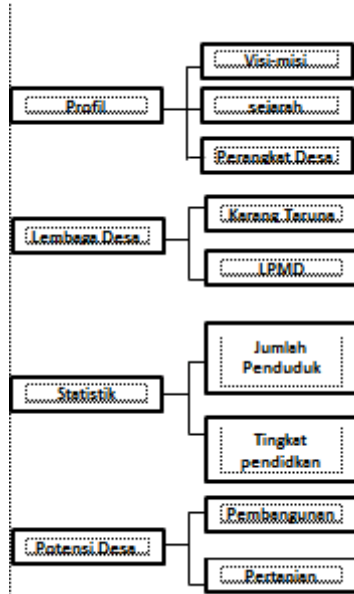 Visi-misi
Profil
sejarah
Perangkat Desa
Karang Taruna
Lembaga Desa
LPMD
Jumlah
Penduduk
Statistik
Tingkat
pendidkan
Pembangunan
Potensi Desa
Pertanian